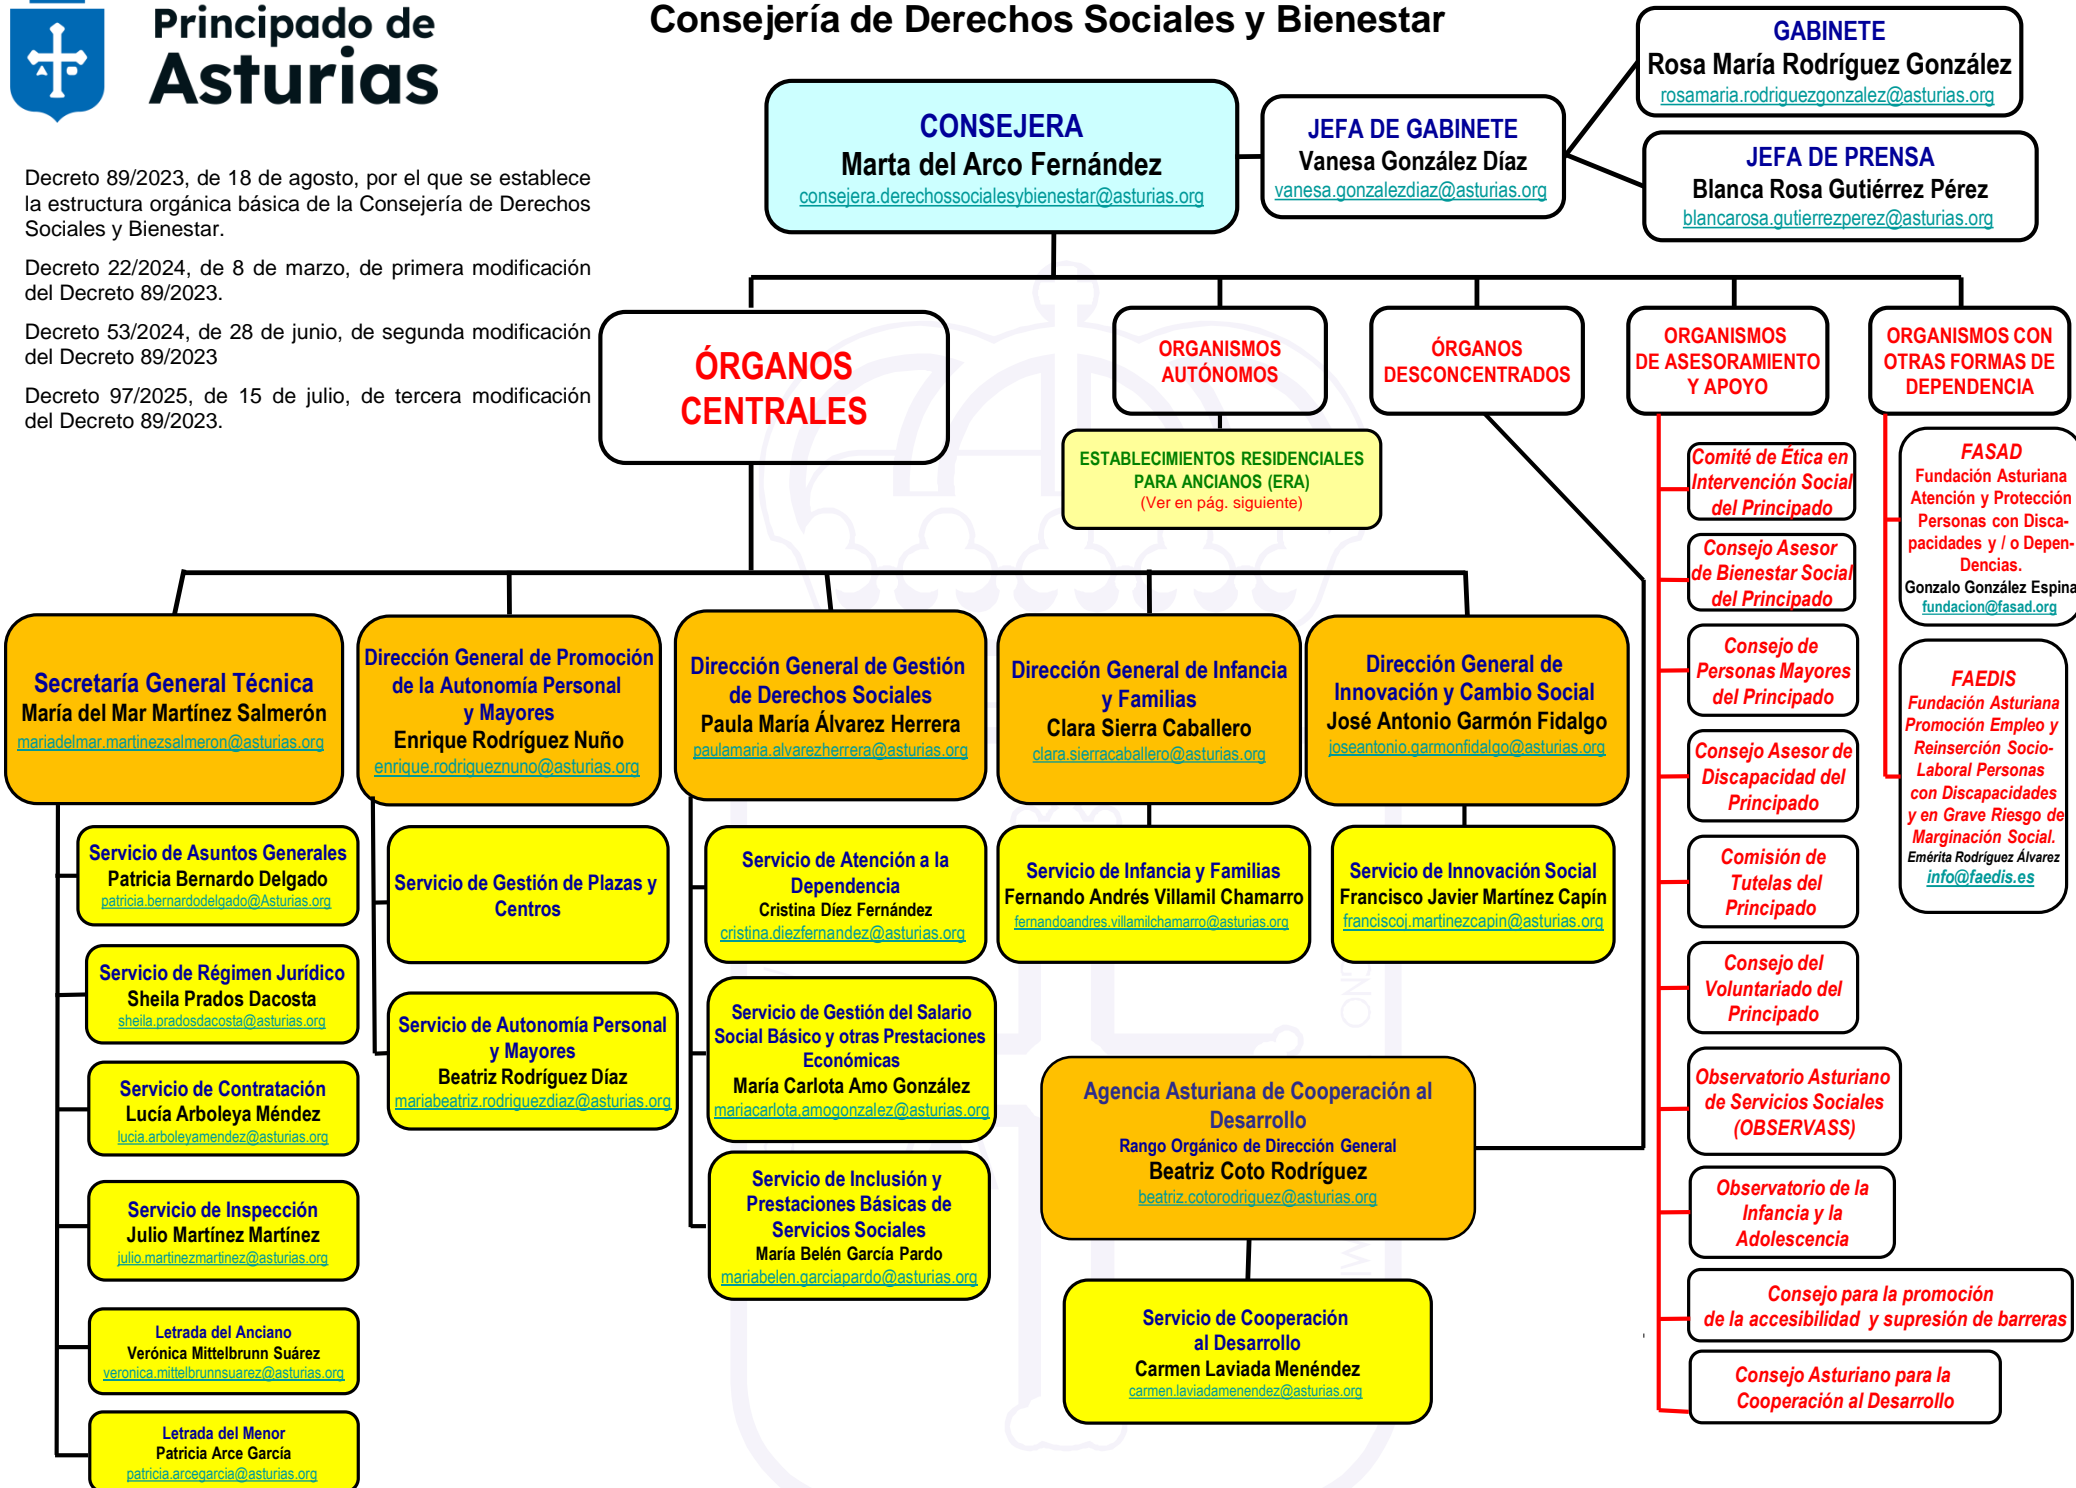 Principado de
Asturias
Consejería de Derechos Sociales y Bienestar
GABINETE
Rosa María Rodríguez González
rosamaria.rodriguezgonzalez@asturias.org
CONSEJERA
Marta del Arco Fernández
consejera.derechossocialesybienestar@asturias.org
JEFA DE GABINETE
Vanesa González Díaz
vanesa.gonzalezdiaz@asturias.org
JEFA DE PRENSA
Blanca Rosa Gutiérrez Pérez
blancarosa.gutierrezperez@asturias.org
Decreto 89/2023, de 18 de agosto, por el que se establece
la estructura orgánica básica de la Consejería de Derechos
Sociales y Bienestar.
Decreto 22/2024, de 8 de marzo, de primera modificación
del Decreto 89/2023.
Decreto 53/2024, de 28 de junio, de segunda modificación
del Decreto 89/2023
Decreto 97/2025, de 15 de julio, de tercera modificación
del Decreto 89/2023.
ÓRGANOS
CENTRALES
ORGANISMOS
AUTÓNOMOS
ÓRGANOS
DESCONCENTRADOS
ORGANISMOS
DE ASESORAMIENTO
Y APOYO
ORGANISMOS CON
OTRAS FORMAS DE
DEPENDENCIA
ESTABLECIMIENTOS RESIDENCIALES
PARA ANCIANOS (ERA)
(Ver en pág. siguiente)
Comité de Ética en
Intervención Social
del Principado
Consejo Asesor
de Bienestar Social
del Principado
Consejo de
Personas Mayores
del Principado
Consejo Asesor de
Discapacidad del
Principado
Comisión de
Tutelas del
Principado
Consejo del
Voluntariado del
Principado
Observatorio Asturiano
de Servicios Sociales
(OBSERVASS)
Observatorio de la
Infancia y la
Adolescencia
Consejo para la promoción
de la accesibilidad y supresión de barreras
Consejo Asturiano para la
Cooperación al Desarrollo
FASAD
Fundación Asturiana
Atención y Protección
Personas con Disca-
pacidades y / o Depen-
Dencias.
Gonzalo González Espina
fundacion@fasad.org
FAEDIS
Fundación Asturiana
Promoción Empleo y
Reinserción Socio-
Laboral Personas
con Discapacidades
y en Grave Riesgo de
Marginación Social.
Emérita Rodríguez Álvarez
info@faedis.es
Secretaría General Técnica
María del Mar Martínez Salmerón
mariadelmar.martinezsalmeron@asturias.org
Servicio de Asuntos Generales
Patricia Bernardo Delgado
patricia.bernardodelgado@Asturias.org
Servicio de Régimen Jurídico
Sheila Prados Dacosta
sheila.pradosdacosta@asturias.org
Servicio de Contratación
Lucía Arboleya Méndez
lucia.arboleyamendez@asturias.org
Servicio de Inspección
Julio Martínez Martínez
julio.martinezmartinez@asturias.org
Letrada del Anciano
Verónica Mittelbrunn Suárez
veronica.mittelbrunnsuarez@asturias.org
Letrada del Menor
Patricia Arce García
patricia.arcegarcia@asturias.org
Dirección General de Promoción
de la Autonomía Personal
y Mayores
Enrique Rodríguez Nuño
enrique.rodrigueznuno@asturias.org
Servicio de Gestión de Plazas y
Centros
Servicio de Autonomía Personal
y Mayores
Beatriz Rodríguez Díaz
mariabeatriz.rodriguezdiaz@asturias.org
Dirección General de Gestión
de Derechos Sociales
Paula María Álvarez Herrera
paulamaria.alvarezherrera@asturias.org
Servicio de Atención a la
Dependencia
Cristina Díez Fernández
cristina.diezfernandez@asturias.org
Servicio de Gestión del Salario
Social Básico y otras Prestaciones
Económicas
María Carlota Amo González
mariacarlota,amogonzalez@asturias.org
Servicio de Inclusión y
Prestaciones Básicas de
Servicios Sociales
María Belén García Pardo
mariabelen.garciapardo@asturias.org
Dirección General de Infancia
y Familias
Clara Sierra Caballero
clara.sierracaballero@asturias.org
Servicio de Infancia y Familias
Fernando Andrés Villamil Chamarro
fernandoandres.villamilchamarro@asturias.org
Dirección General de
Innovación y Cambio Social
José Antonio Garmón Fidalgo
joseantonio.garmonfidalgo@asturias.org
Servicio de Innovación Social
Francisco Javier Martínez Capín
franciscoj.martinezcapin@asturias.org
Agencia Asturiana de Cooperación al
Desarrollo
Rango Orgánico de Dirección General
Beatriz Coto Rodríguez
beatriz.cotorodriguez@asturias.org
Servicio de Cooperación
al Desarrollo
Carmen Laviada Menéndez
carmen.laviadamenendez@asturias.org